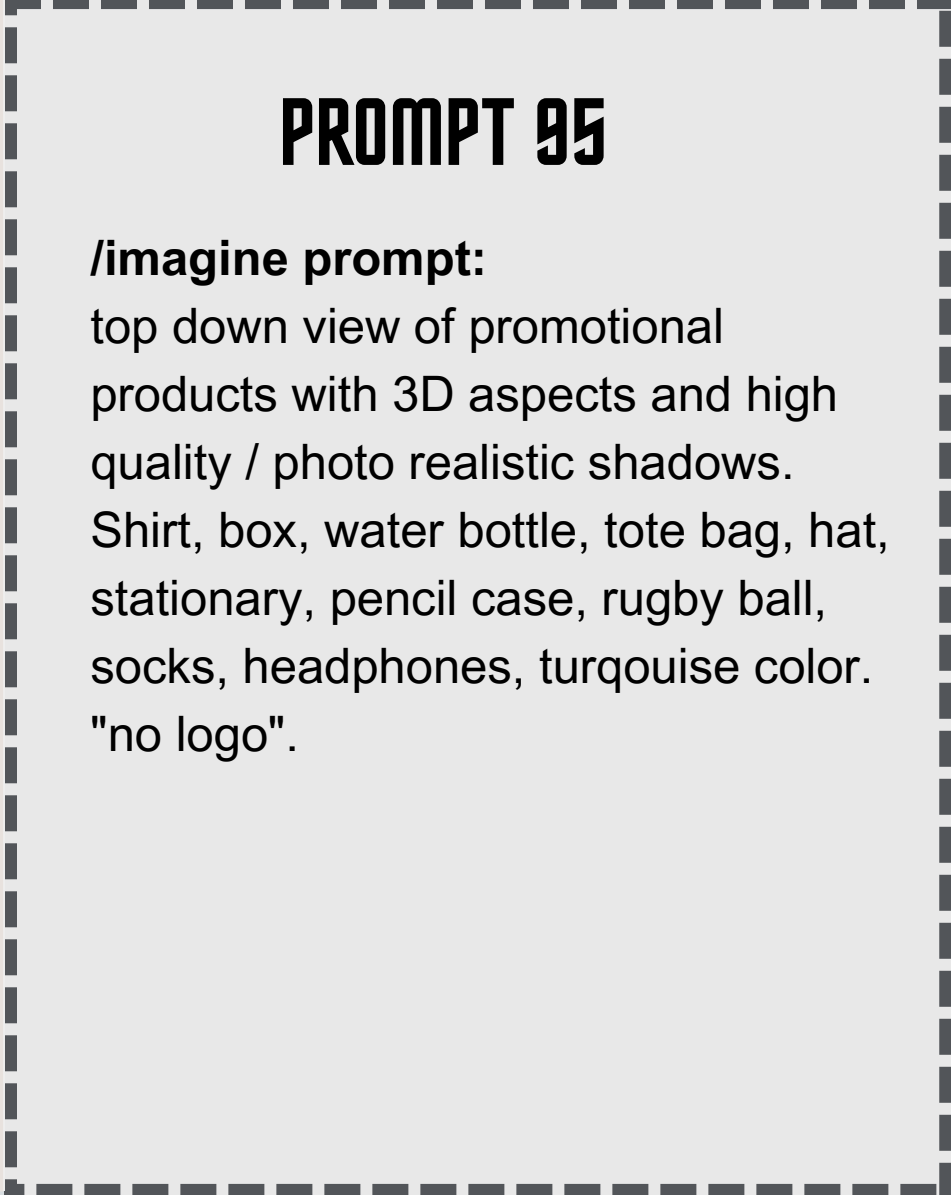 PROMPT 95
/imagine prompt:
top down view of promotional
products with 3D aspects and high
quality / photo realistic shadows.
Shirt, box, water bottle, tote bag, hat,
stationary, pencil case, rugby ball,
socks, headphones, turqouise color.
"no logo".